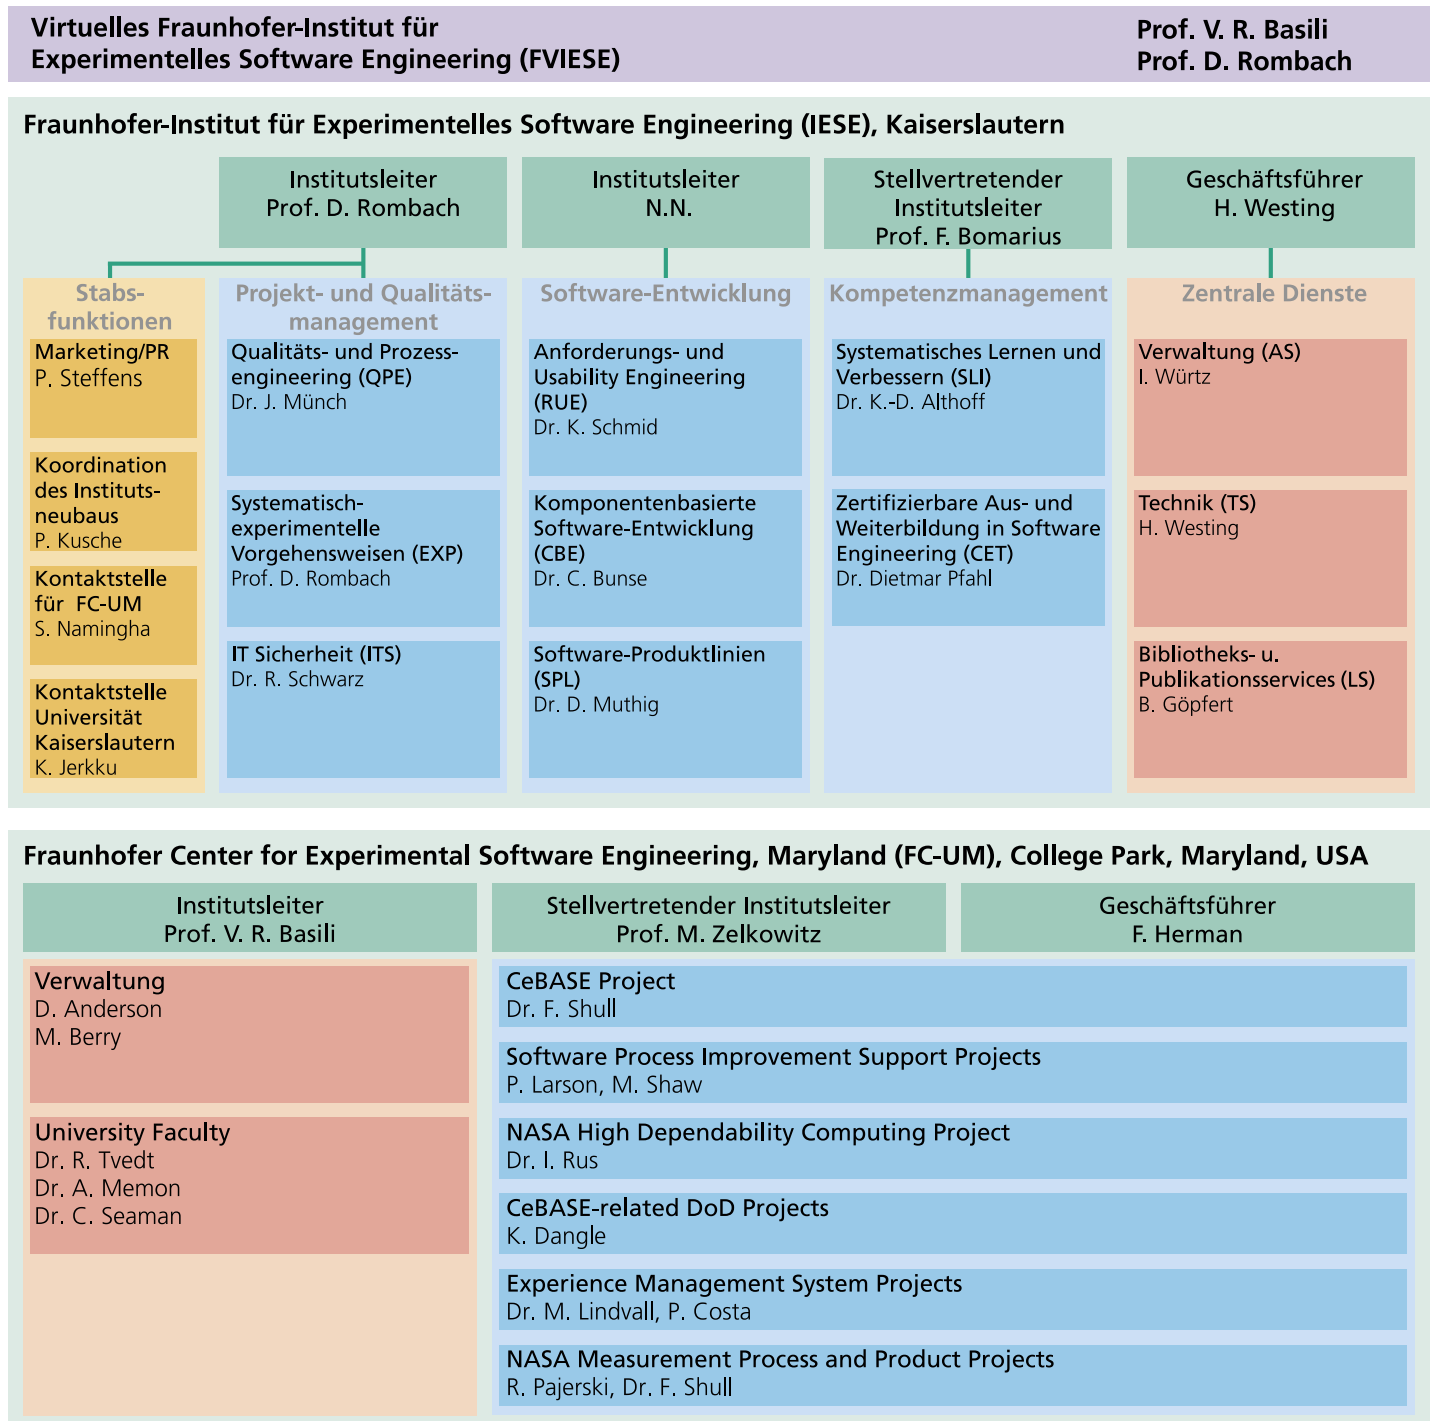 Virtuelles Fraunhofer-Institut für
Experimentelles Software Engineering (FVIESE)
Prof. V. R. Basili
Prof. D. Rombach
Fraunhofer-Institut für Experimentelles Software Engineering (IESE), Kaiserslautern
Institutsleiter
Prof. D. Rombach
Institutsleiter
N.N.
Stellvertretender
Institutsleiter
Prof. F. Bomarius
Geschäftsführer
H. Westing
Stabs-
funktionen
Marketing/PR
P. Steffens
Koordination
des Instituts-
neubaus
P. Kusche
Kontaktstelle
für FC-UM
S. Namingha
Kontaktstelle
Universität
Kaiserslautern
K. Jerkku
Projekt- und Qualitäts-
management
Qualitäts- und Prozess-
engineering (QPE)
Dr. J. Münch
Systematisch-
experimentelle
Vorgehensweisen (EXP)
Prof. D. Rombach
IT Sicherheit (ITS)
Dr. R. Schwarz
Software-Entwicklung
Anforderungs- und
Usability Engineering
(RUE)
Dr. K. Schmid
Komponentenbasierte
Software-Entwicklung
(CBE)
Dr. C. Bunse
Software-Produktlinien
(SPL)
Dr. D. Muthig
Kompetenzmanagement
Systematisches Lernen und
Verbessern (SLI)
Dr. K.-D. Althoff
Zertifizierbare Aus- und
Weiterbildung in Software
Engineering (CET)
Dr. Dietmar Pfahl
Zentrale Dienste
Verwaltung (AS)
I. Würtz
Technik (TS)
H. Westing
Bibliotheks- u.
Publikationsservices (LS)
B. Göpfert
Fraunhofer Center for Experimental Software Engineering, Maryland (FC-UM), College Park, Maryland, USA
Institutsleiter
Prof. V. R. Basili
Stellvertretender Institutsleiter
Prof. M. Zelkowitz
Geschäftsführer
F. Herman
Verwaltung
D. Anderson
M. Berry
University Faculty
Dr. R. Tvedt
Dr. A. Memon
Dr. C. Seaman
CeBASE Project
Dr. F. Shull
Software Process Improvement Support Projects
P. Larson, M. Shaw
NASA High Dependability Computing Project
Dr. I. Rus
CeBASE-related DoD Projects
K. Dangle
Experience Management System Projects
Dr. M. Lindvall, P. Costa
NASA Measurement Process and Product Projects
R. Pajerski, Dr. F. Shull